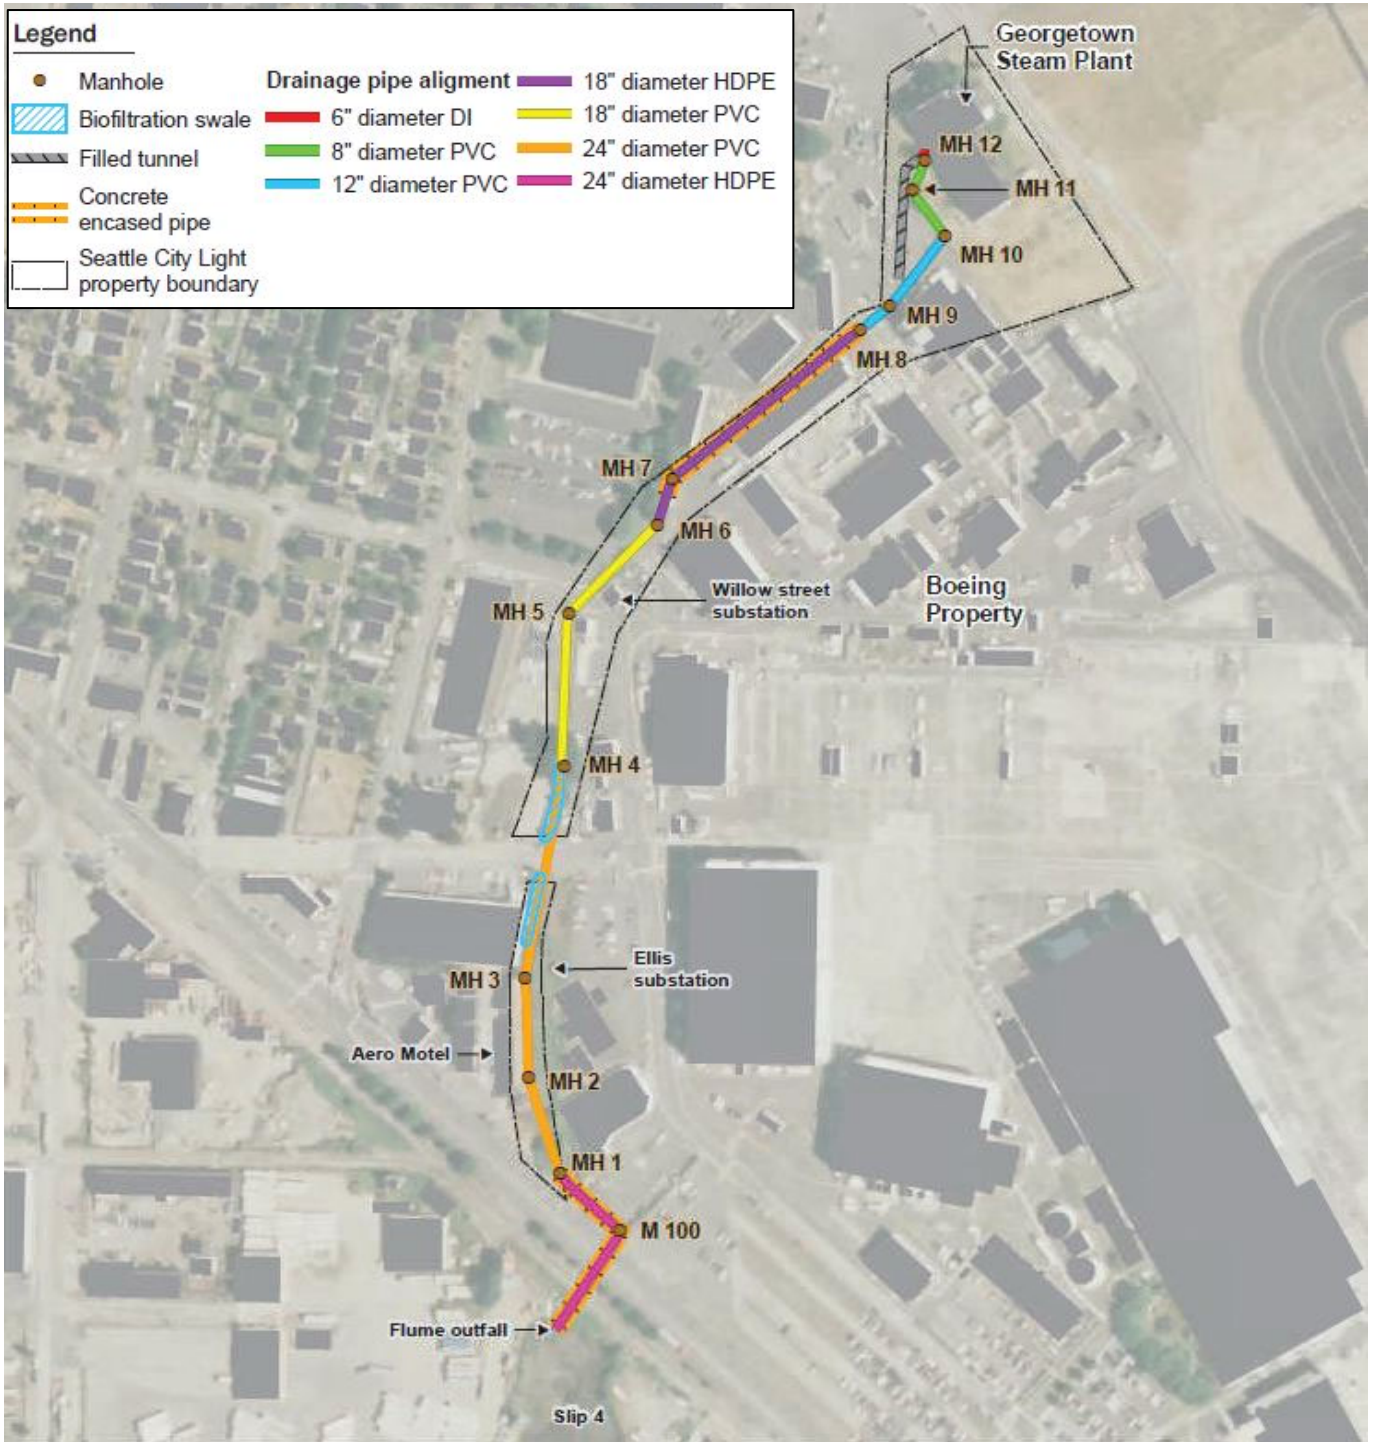 Legend
Manhole
Biofiltration swale
Filled tunnel
Concrete
encased pipe
Seattle City Light
property boundary
Drainage pipe aligment
6" diameter DI
8" diameter PVC
12" diameter PVC
18" diameter HDPE
18" diameter PVC
24" diameter PVC
24" diameter HDPE
Georgetown
Steam Plant
MH 12
MH 11
MH 10
MH 9
MH 8
MH 7
MH 6
Willow street
substation
Boeing
Property
MH 5
MH 4
Ellis
substation
MH 3
Aero Motel
MH 2
MH 1
M 100
Flume outfall
Slip 4